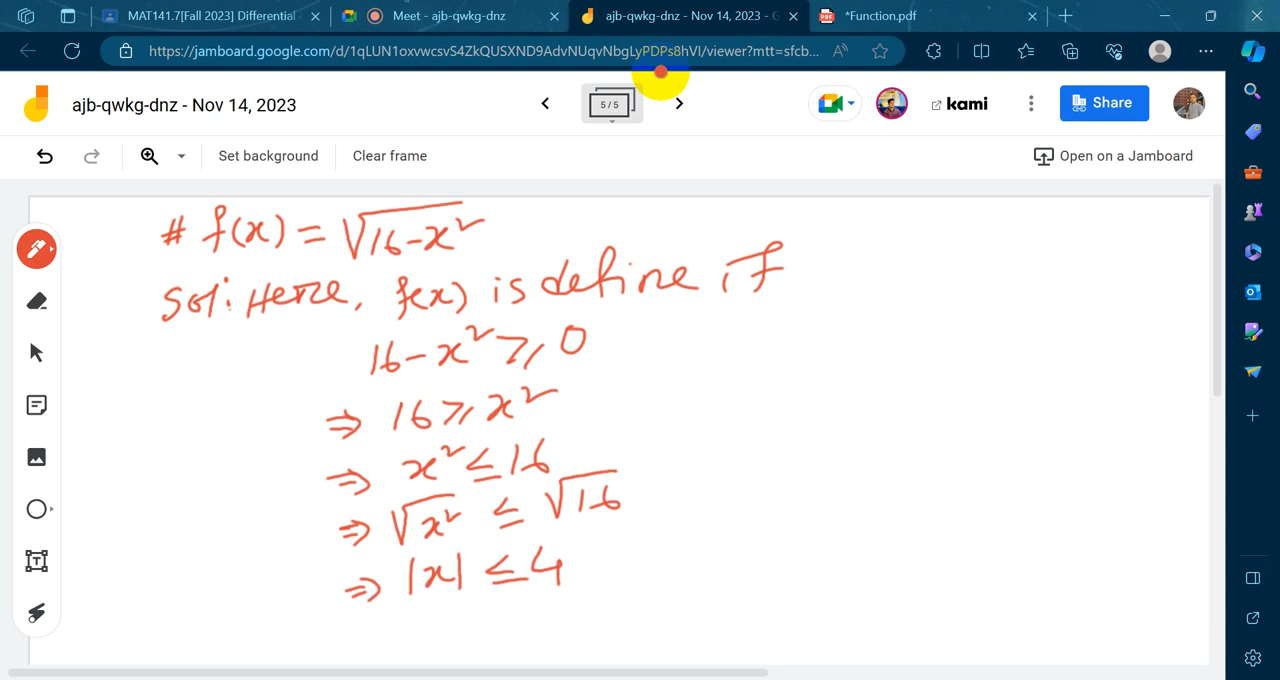 MAT141.7[Fall 2023] Differential
Meet - ajb-qwkg-dnz
ajb-qwkg-dnz - Nov 14, 2023 - G
PDF
*Function.pdf
https://jamboard.google.com/d/1qLUN1oxvwcsvS4ZkQUSXND9AdvNUqvNbgLyPDPs8hVI/viewer?mtt=sfcb...
ajb-qwkg-dnz - Nov 14, 2023
5 / 5
kami
Share
Set background
Clear frame
Open on a Jamboard
# f(x) = √16-x²
Sol: Here, f(x) is define if
16-x² ≥ 0
⇒ 16 ≥ x²
⇒ x² ≤ 16
⇒ √x² ≤ √16
⇒ |x| ≤ 4